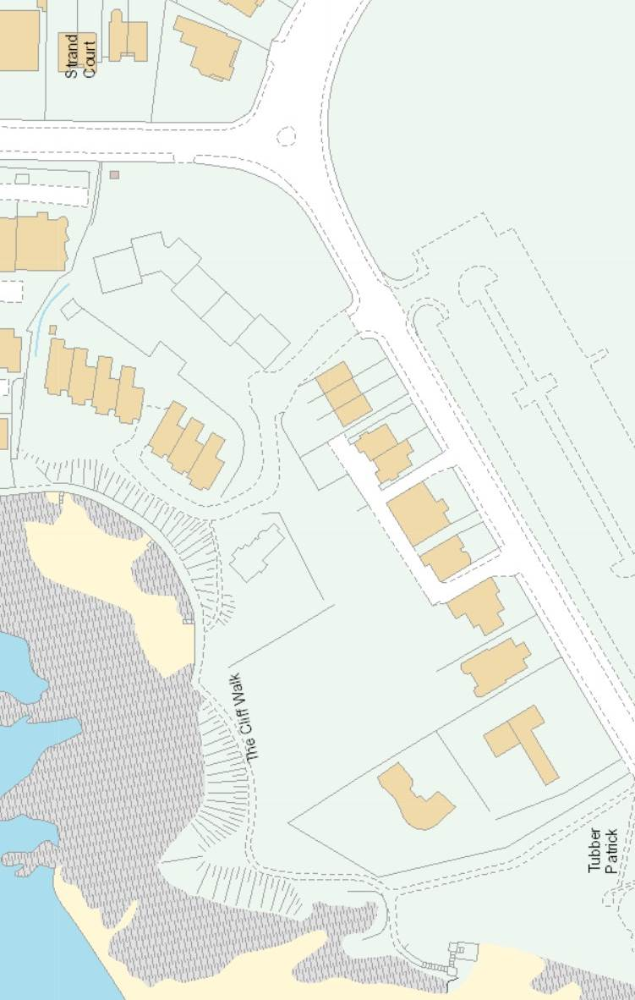 Strand
Court
The Cliff Walk
Tubber
Patrick